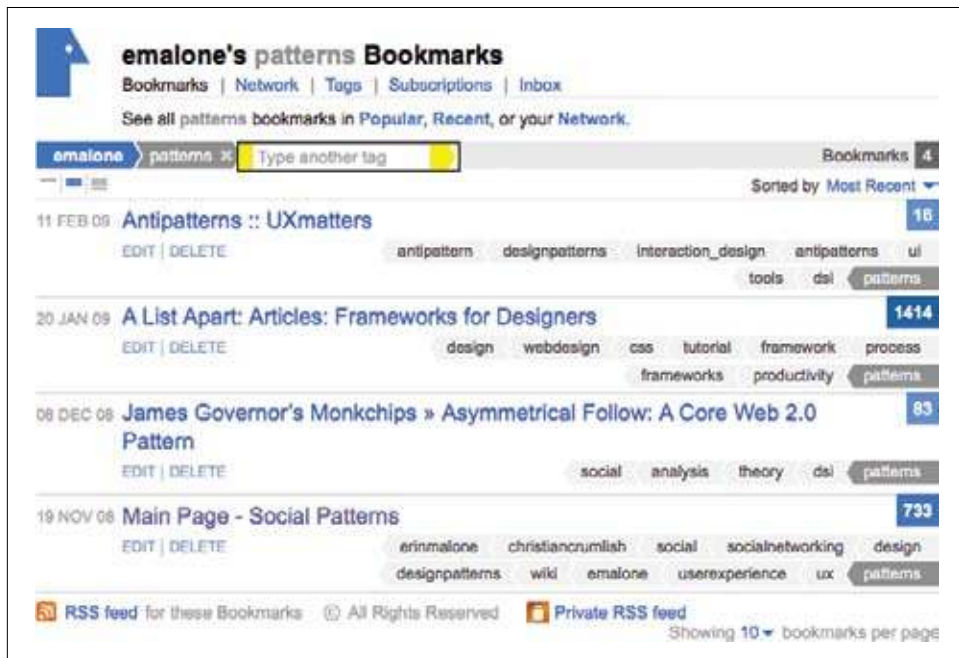 emalone's patterns Bookmarks
Bookmarks | Network | Tags | Subscriptions | Inbox
See all patterns bookmarks in Popular, Recent, or your Network.
emalone patterns × Type another tag Bookmarks 4
Sorted by Most Recent
11 FEB 09 Antipatterns :: UXmatters 16
EDIT | DELETE antipattern designpatterns interaction_design antipatterns ui
tools dsl patterns
20 JAN 09 A List Apart: Articles: Frameworks for Designers 1414
EDIT | DELETE design webdesign css tutorial framework process
frameworks productivity patterns
08 DEC 08 James Governor's Monkchips » Asymmetrical Follow: A Core Web 2.0 83
Pattern
EDIT | DELETE social analysis theory dsl patterns
19 NOV 08 Main Page - Social Patterns 733
EDIT | DELETE erinmalone christiancrumlish social socialnetworking design
designpatterns wiki emalone userexperience ux patterns
RSS feed for these Bookmarks © All Rights Reserved Private RSS feed
Showing 10 bookmarks per page